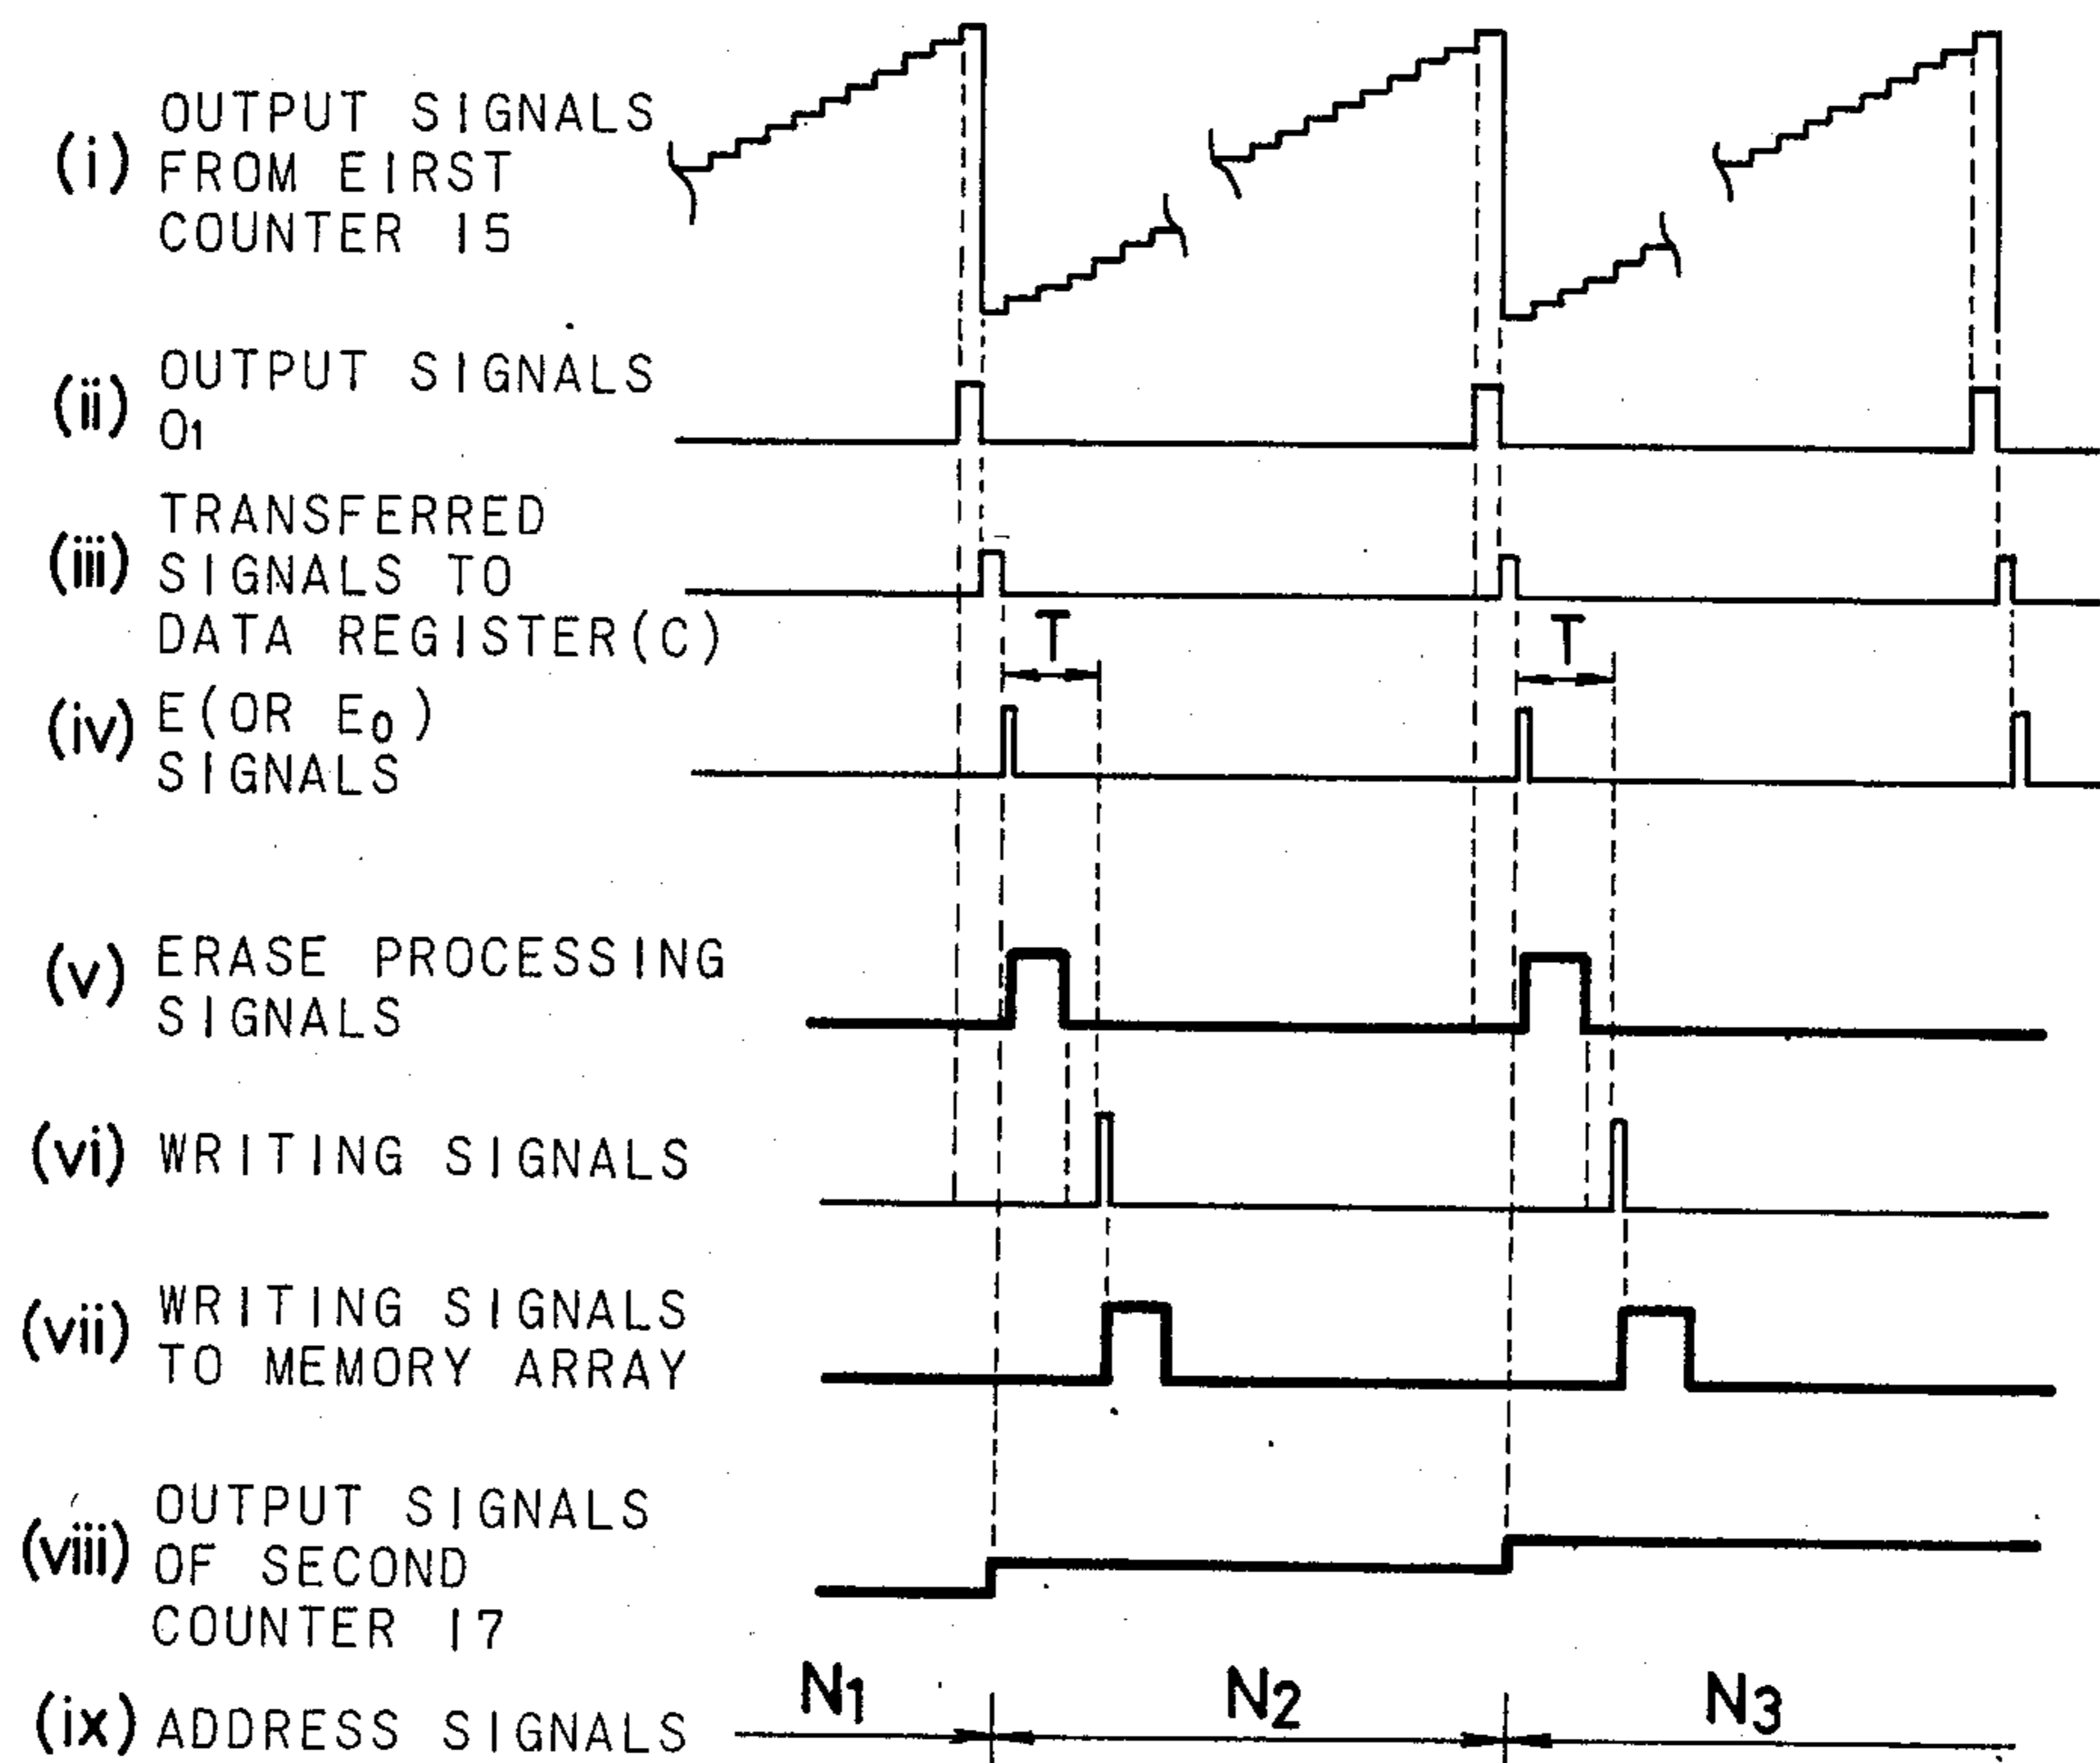 (i) OUTPUT SIGNALS
FROM EIRST
COUNTER 15
(ii) OUTPUT SIGNALS
O1
(iii) TRANSFERRED
SIGNALS TO
DATA REGISTER(C)
T
T
(iv) E(OR E0)
SIGNALS
(v) ERASE PROCESSING
SIGNALS
(vi) WRITING SIGNALS
(vii) WRITING SIGNALS
TO MEMORY ARRAY
(viii) OUTPUT SIGNALS
OF SECOND
COUNTER 17
(ix) ADDRESS SIGNALS
N1
N2
N3